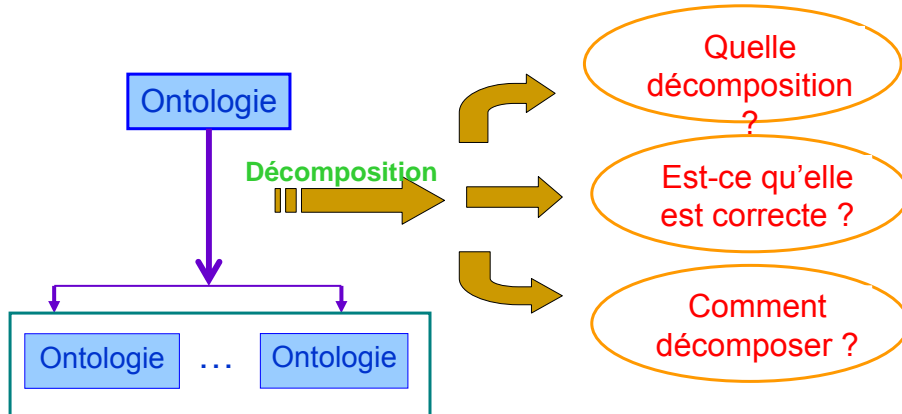 Ontologie
Ontologie
...
Ontologie
Décomposition
Quelle
décomposition
?
Est-ce qu’elle
est correcte ?
Comment
décomposer ?